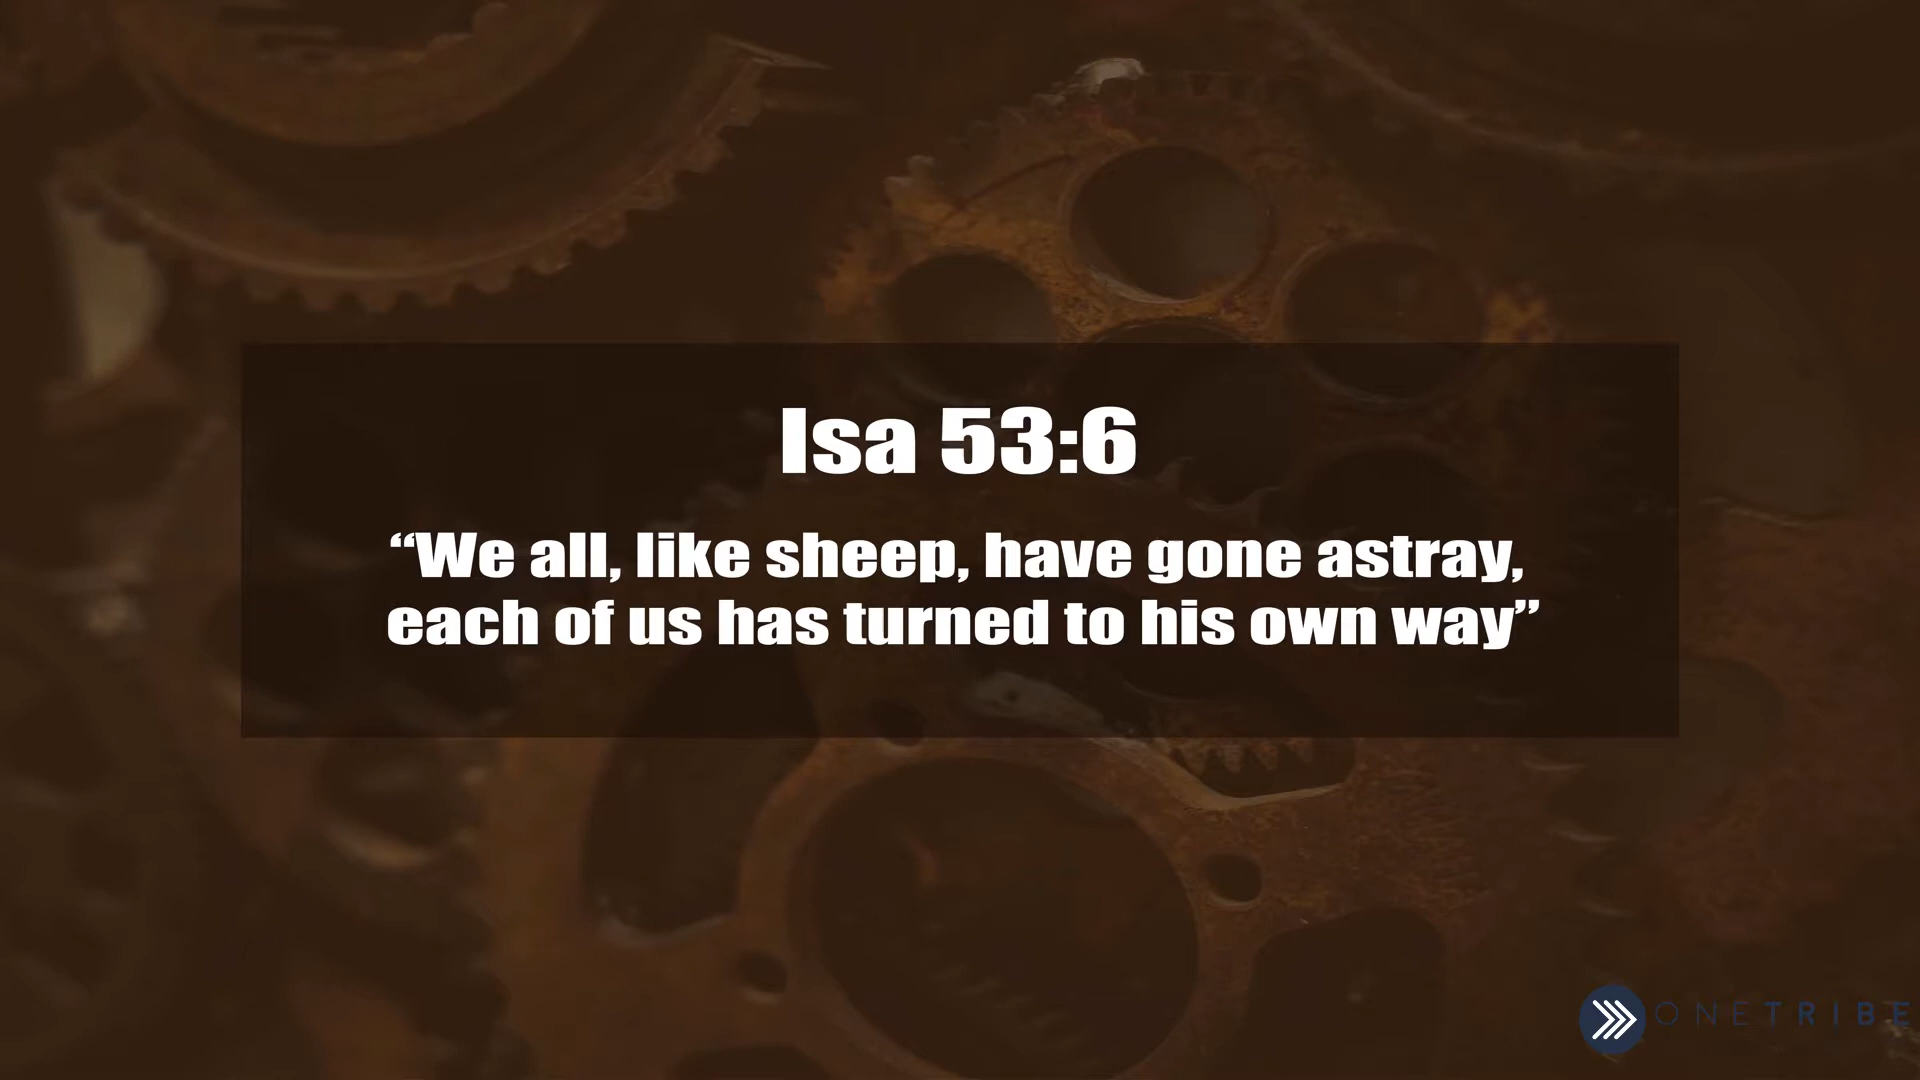 Isa 53:6
“We all, like sheep, have gone astray,
each of us has turned to his own way”
ONETRIBE